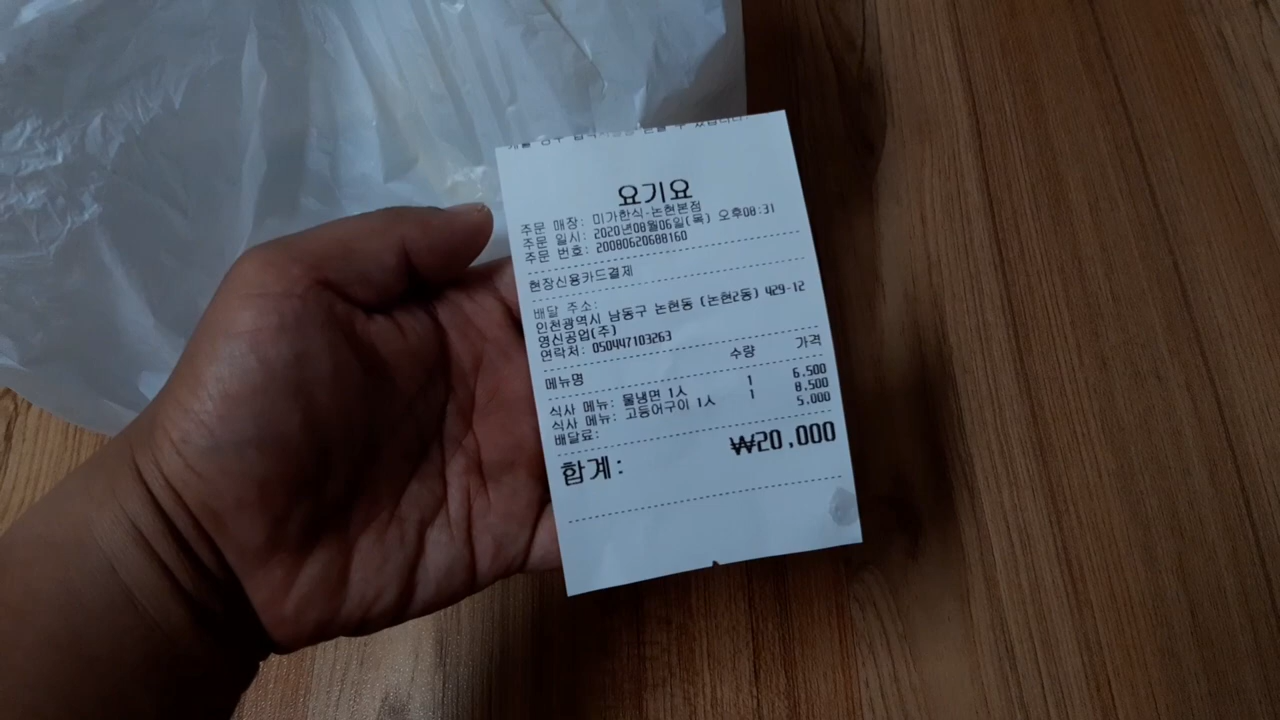 요기요
주문 매장: 미가한식-논현본점
주문 일시: 2020년08월06일(목) 오후08:31
주문 번호: 20080620688160
현장신용카드결제
배달 주소:
인천광역시 남동구 논현동 (논현2동) 429-12
영신공업(주)
연락처: 050447103263
메뉴명 수량 가격
식사 메뉴: 물냉면 1人 1 6,500
식사 메뉴: 고등어구이 1人 1 8,500
배달료: 5,000
합계: ₩20,000